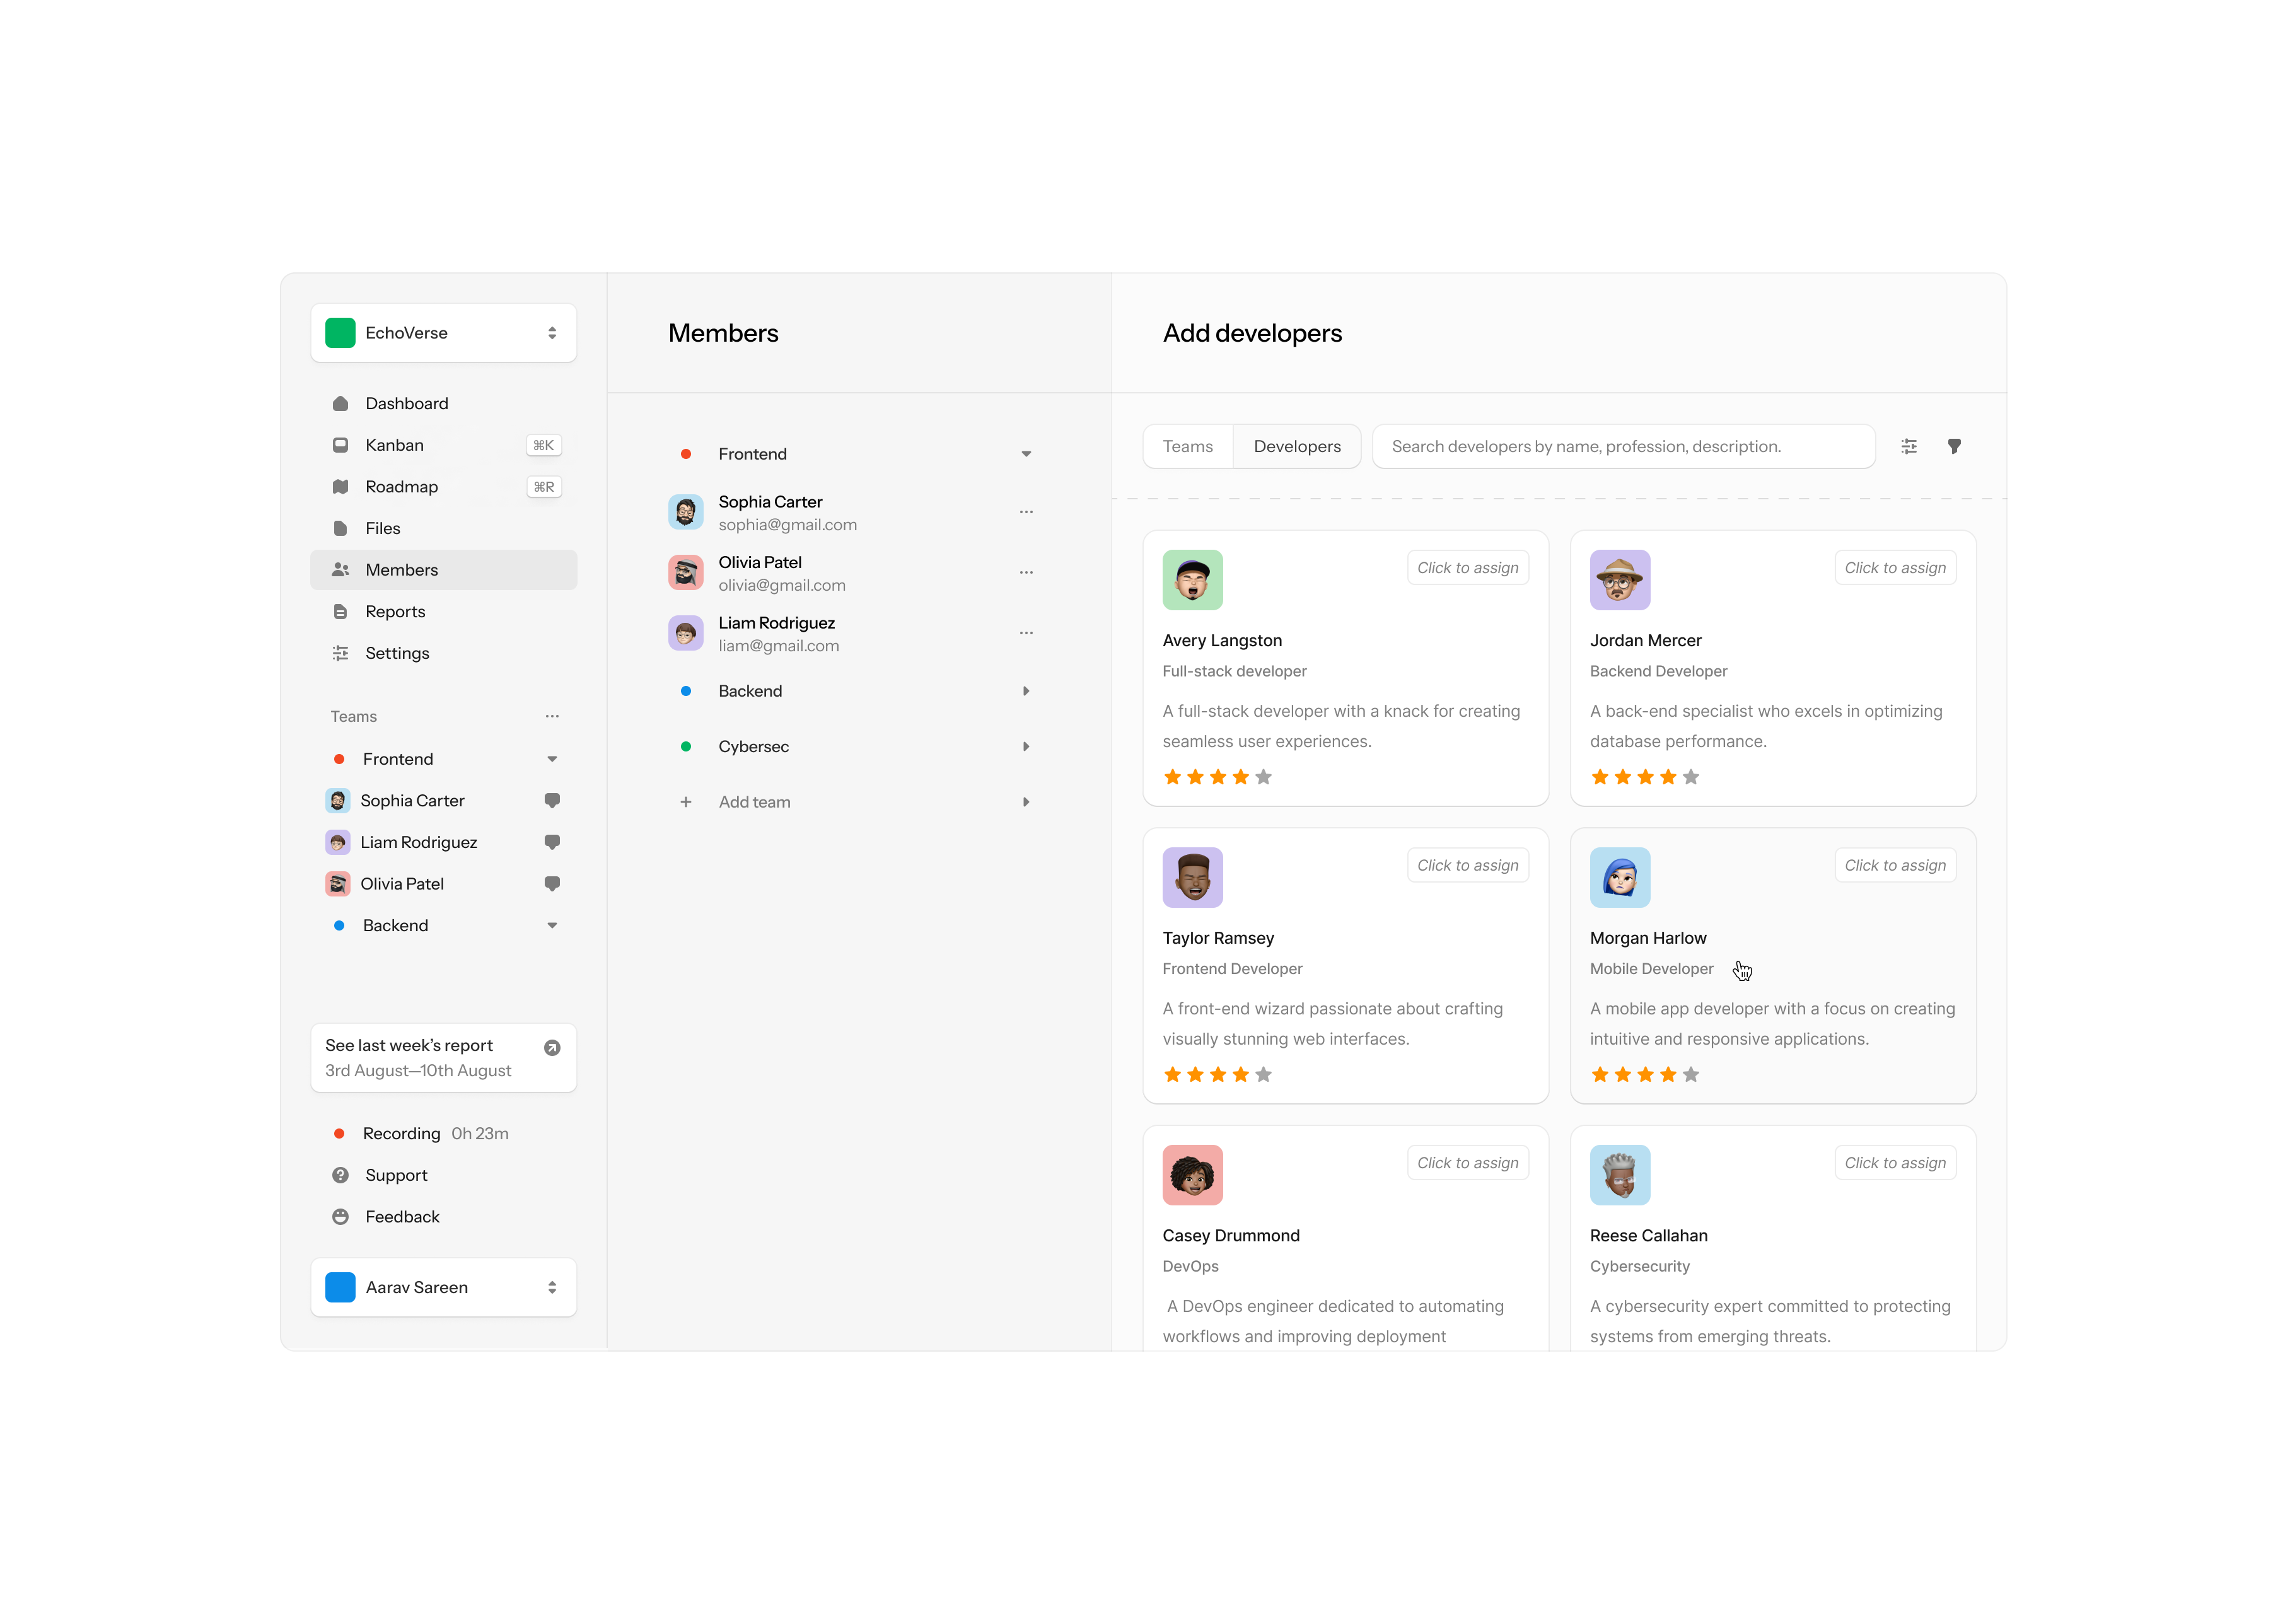 EchoVerse
Dashboard
Kanban
⌘K
Roadmap
⌘R
Files
Members
Reports
Settings
Teams
Frontend
Sophia Carter
Liam Rodriguez
Olivia Patel
Backend
See last week’s report
3rd August—10th August
Recording 0h 23m
Support
Feedback
Aarav Sareen
Members
Frontend
Sophia Carter
sophia@gmail.com
Olivia Patel
olivia@gmail.com
Liam Rodriguez
liam@gmail.com
Backend
Cybersec
Add team
Add developers
Teams
Developers
Search developers by name, profession, description.
Click to assign
Avery Langston
Full-stack developer
A full-stack developer with a knack for creating
seamless user experiences.
Click to assign
Jordan Mercer
Backend Developer
A back-end specialist who excels in optimizing
database performance.
Click to assign
Taylor Ramsey
Frontend Developer
A front-end wizard passionate about crafting
visually stunning web interfaces.
Click to assign
Morgan Harlow
Mobile Developer
A mobile app developer with a focus on creating
intuitive and responsive applications.
Click to assign
Casey Drummond
DevOps
A DevOps engineer dedicated to automating
workflows and improving deployment
Click to assign
Reese Callahan
Cybersecurity
A cybersecurity expert committed to protecting
systems from emerging threats.